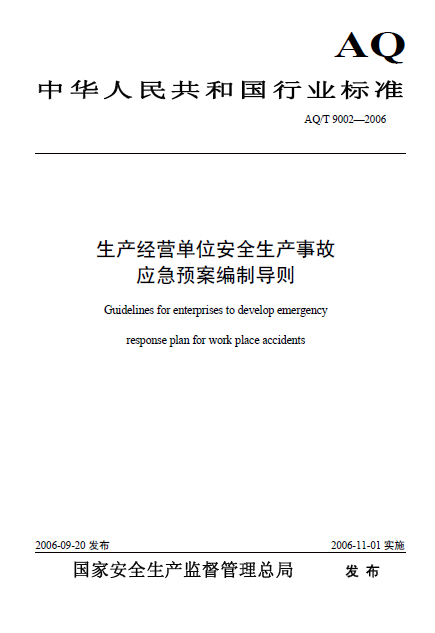 AQ
中华人民共和国行业标准
AQ/T 9002—2006
生产经营单位安全生产事故
应急预案编制导则
Guidelines for enterprises to develop emergency
response plan for work place accidents
2006-09-20 发布 2006-11-01 实施
国家安全生产监督管理总局 发 布